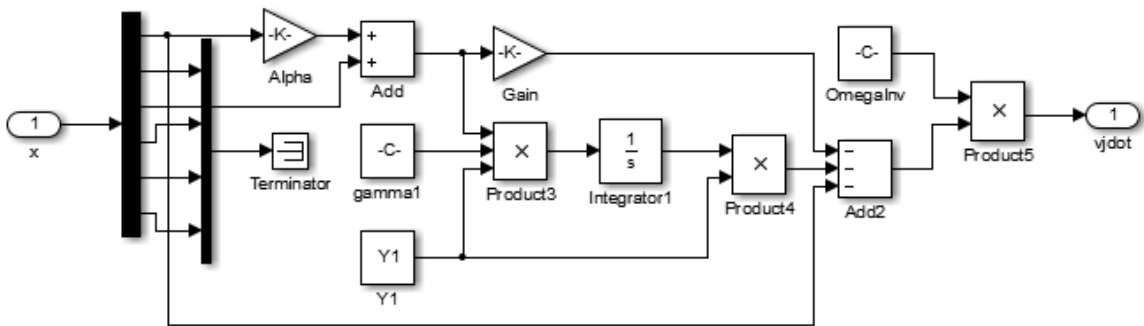 1
x
-K-
Alpha
+
+
Add
-K-
Gain
-C-
OmegaInv
×
Product5
1
vjdot
Terminator
-C-
gamma1
×
Product3
1
s
Integrator1
×
Product4
−
−
−
Add2
Y1
Y1